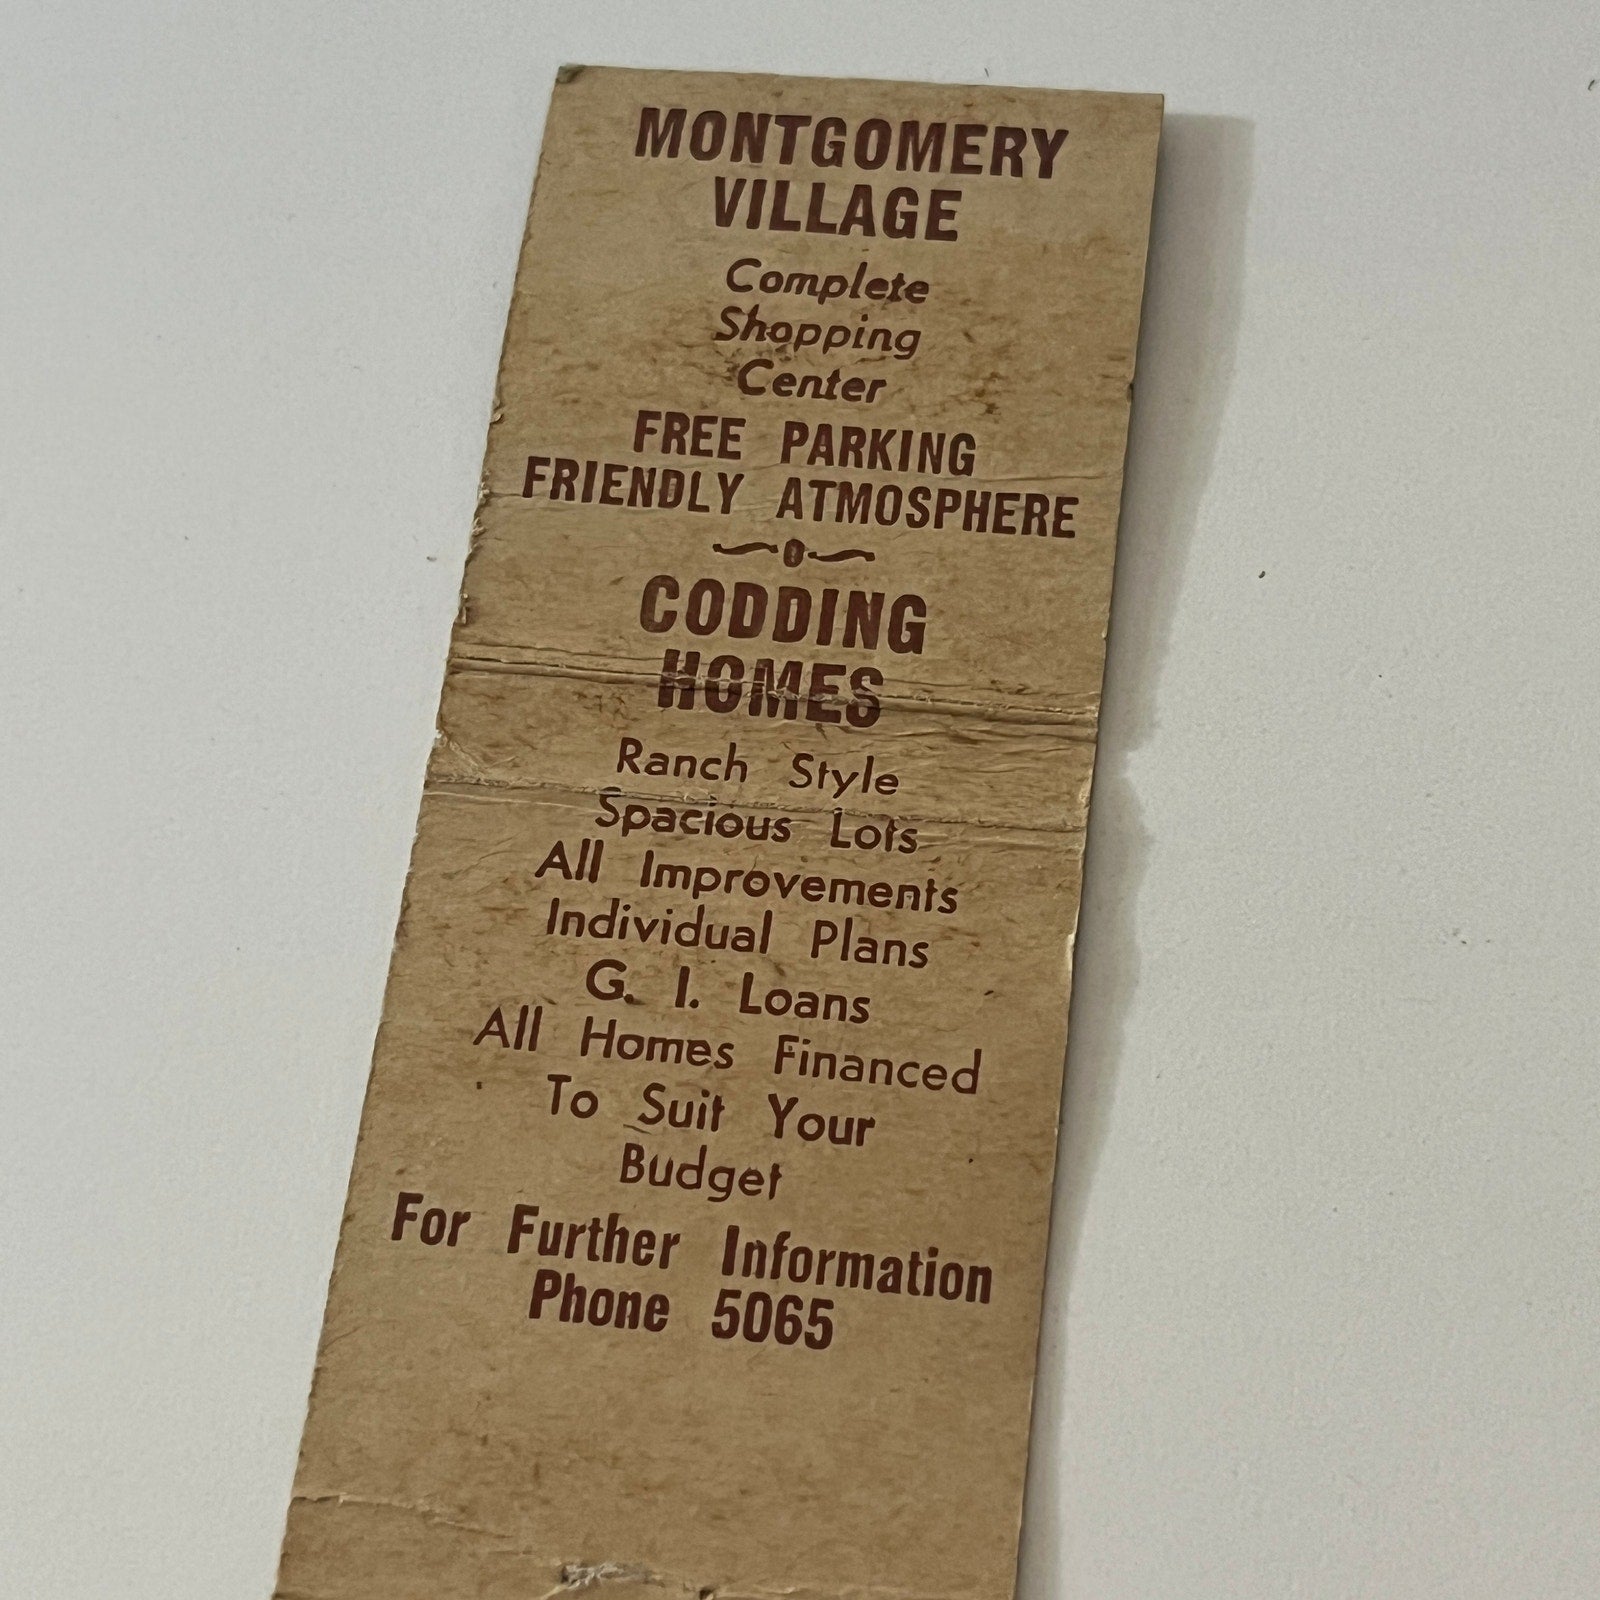 MONTGOMERY
VILLAGE
Complete
Shopping
Center
FREE PARKING
FRIENDLY ATMOSPHERE
CODDING
HOMES
Ranch Style
Spacious Lots
All Improvements
Individual Plans
G. I. Loans
All Homes Financed
To Suit Your
Budget
For Further Information
Phone 5065